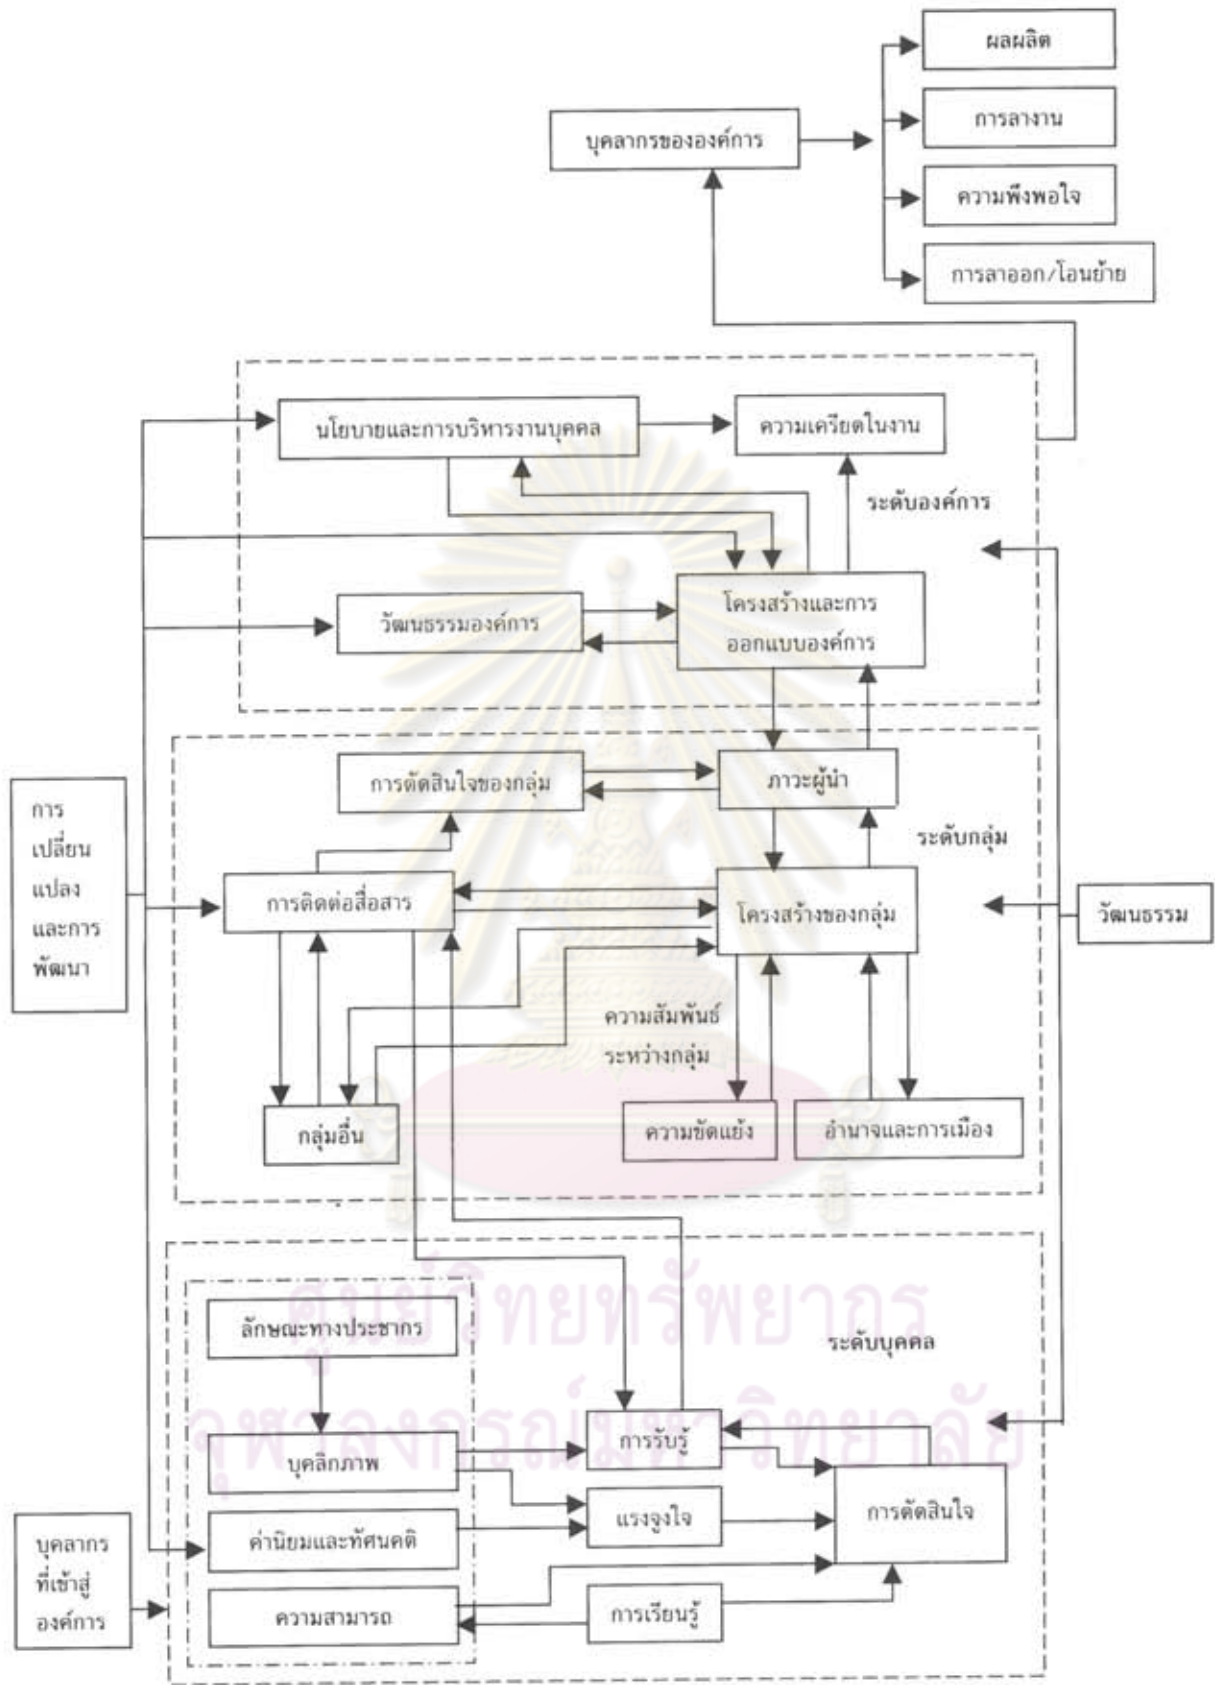 ผลผลิต
การลางาน
บุคลากรขององค์การ
ความพึงพอใจ
การลาออก/โอนย้าย
นโยบายและการบริหารงานบุคคล
ความเครียดในงาน
ระดับองค์การ
โครงสร้างและการ
ออกแบบองค์การ
วัฒนธรรมองค์การ
การตัดสินใจของกลุ่ม
ภาวะผู้นำ
ระดับกลุ่ม
การ
เปลี่ยน
แปลง
และการ
พัฒนา
การติดต่อสื่อสาร
โครงสร้างของกลุ่ม
วัฒนธรรม
ความสัมพันธ์
ระหว่างกลุ่ม
กลุ่มอื่น
ความขัดแย้ง
อำนาจและการเมือง
ศูนย์วิทยทรัพยากร
จุฬาลงกรณ์มหาวิทยาลัย
ลักษณะทางประชากร
ระดับบุคคล
บุคลิกภาพ
การรับรู้
แรงจูงใจ
การตัดสินใจ
ค่านิยมและทัศนคติ
บุคลากร
ที่เข้าสู่
องค์การ
ความสามารถ
การเรียนรู้